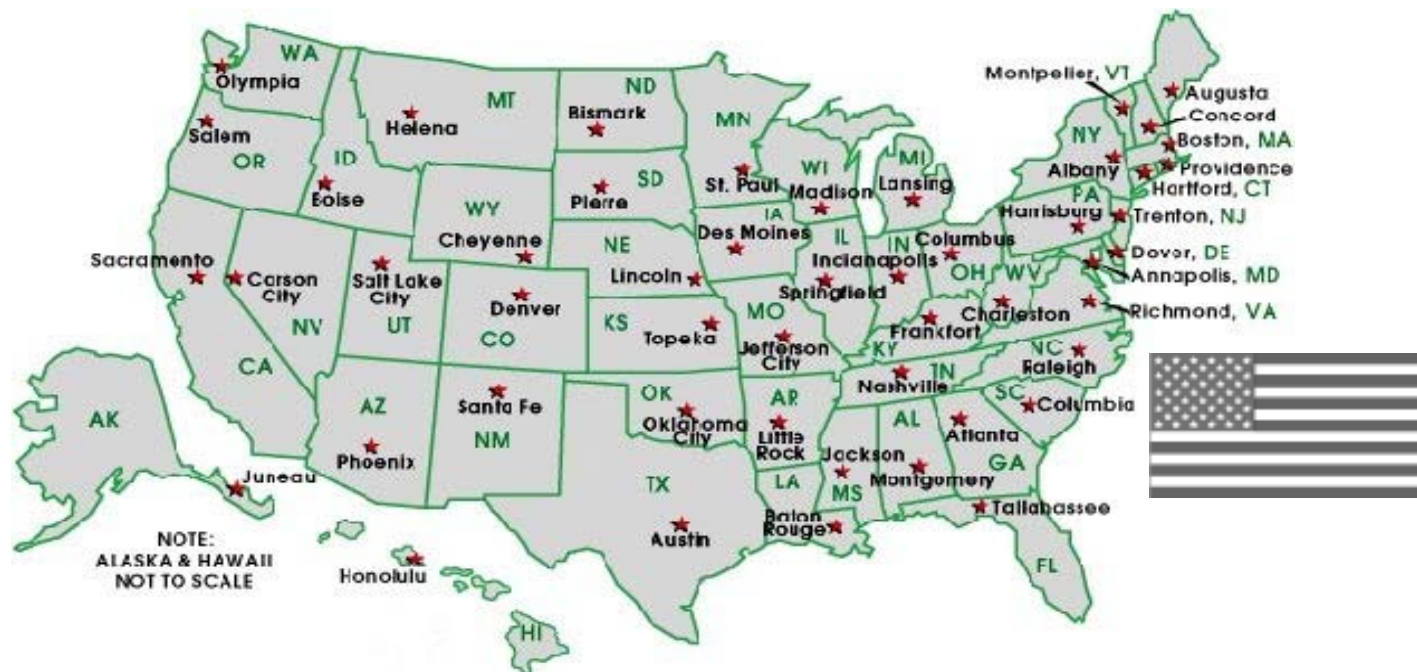 WA
Olympia
MT
ND
Montpelier, VT
Augusta
Helena
Bismark
MN
Concord
Salem
NY
Boston, MA
OR
ID
WI
MI
Albany
Providence
SD
St. Paul
Madison
Lansing
Hartford, CT
Boise
Pierre
PA
WY
IA
Harrisburg
Trenton, NJ
Cheyenne
NE
Des Moines
IL
IN
Columbus
Sacramento
Indianapolis
Dover, DE
Carson
City
Salt Lake
City
Lincoln
Springfield
OH
WV
Annapolis, MD
Denver
MO
Charleston
Richmond, VA
NV
UT
CO
KS
Topeka
Jefferson
City
Frankfort
KY
NC
Raleigh
CA
TN
Nashville
AZ
Santa Fe
OK
AR
SC
Columbia
AK
Oklahoma
City
Little
Rock
AL
Atlanta
NM
Phoenix
Jackson
GA
Juneau
TX
LA
MS
Montgomery
Tallahassee
Austin
Baton
Rouge
NOTE:
ALASKA & HAWAII
NOT TO SCALE
Honolulu
FL
HI